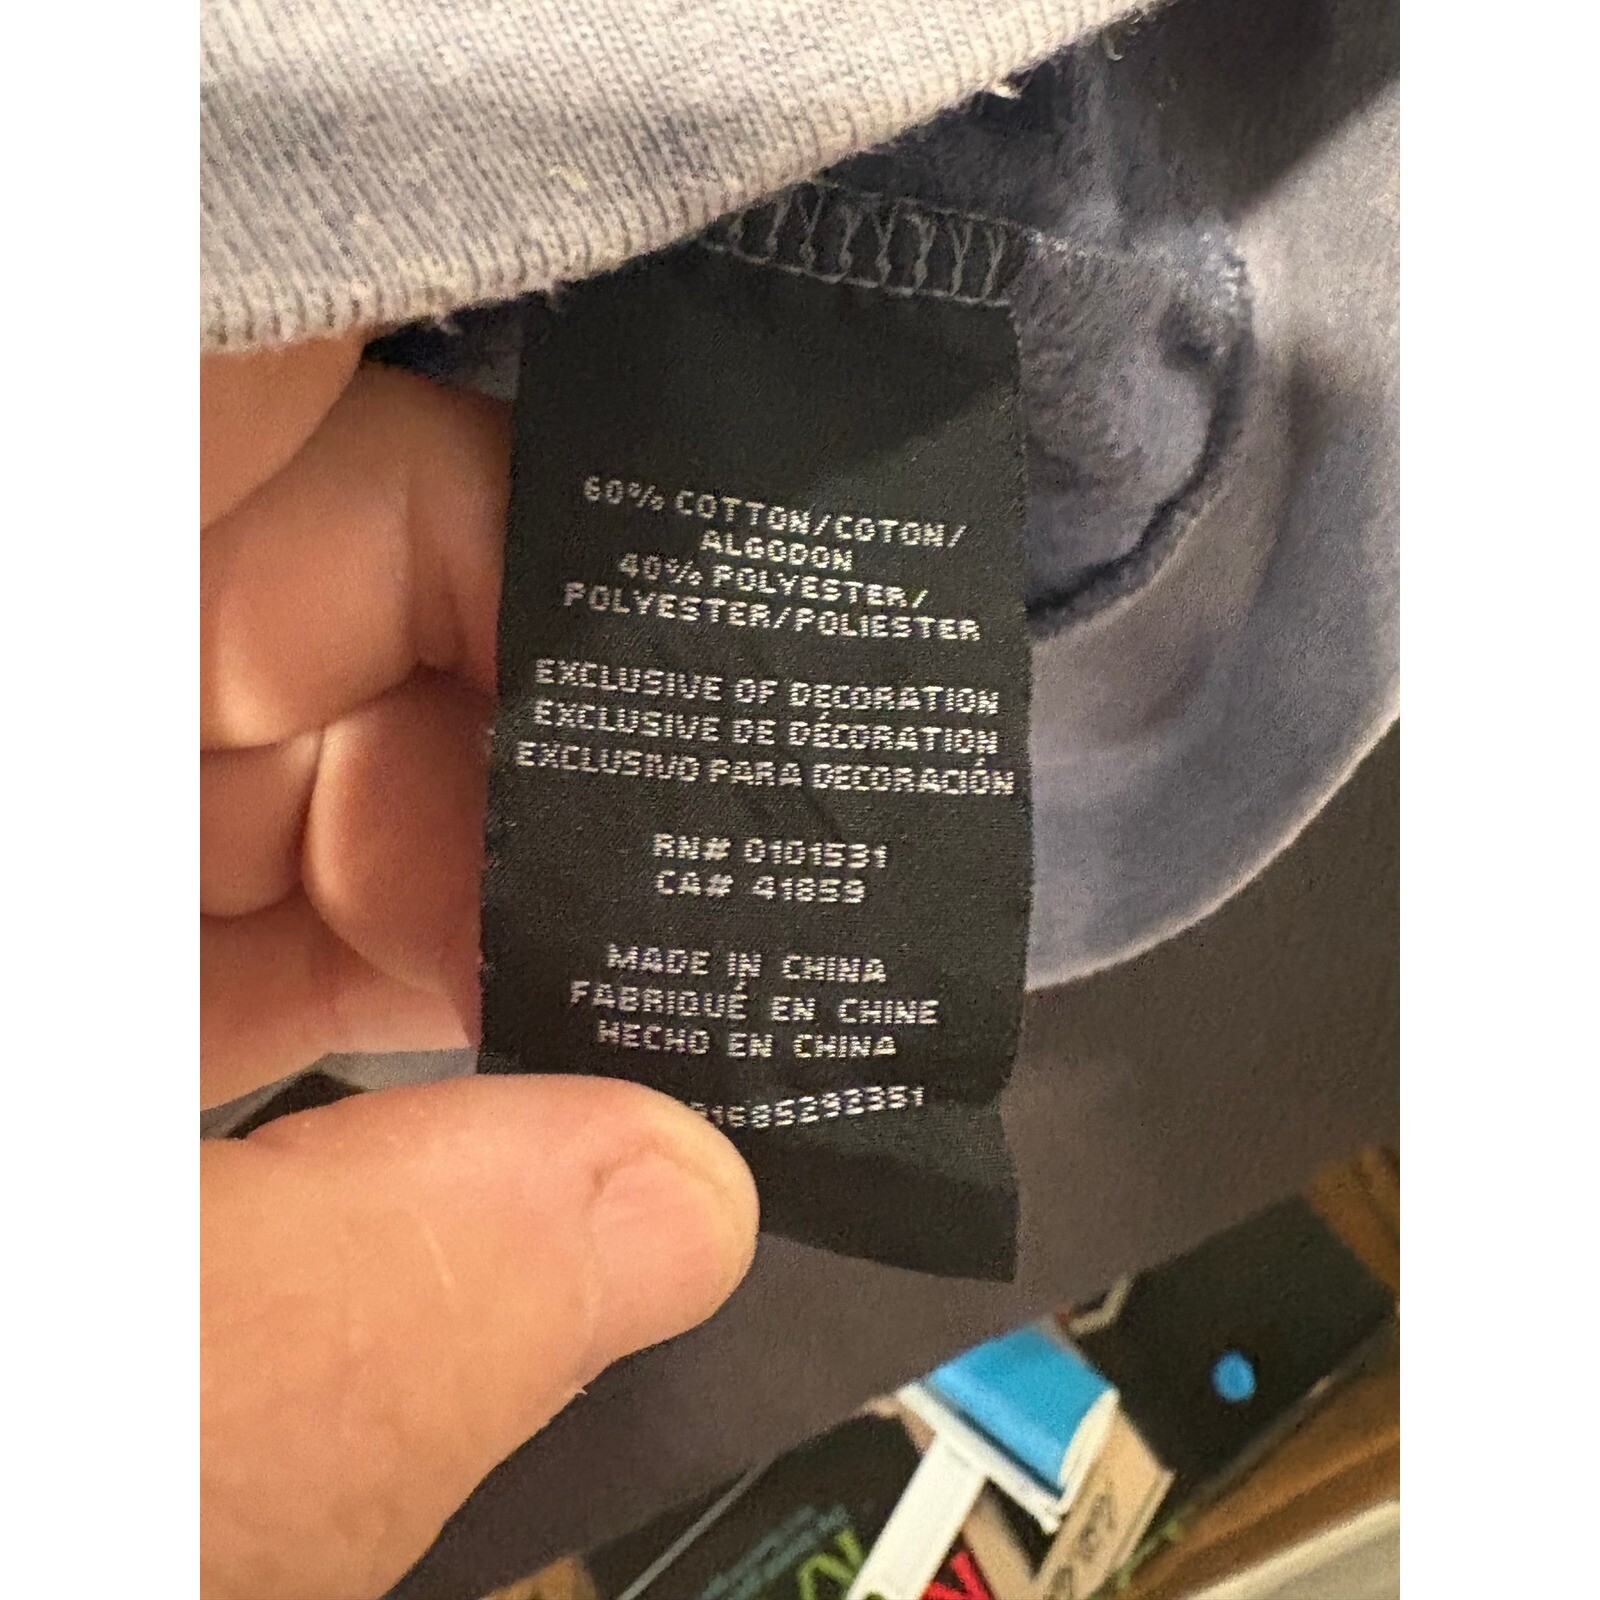 60% COTTON/COTON/
ALGODON
40% POLYESTER/
POLYESTER/POLIESTER
EXCLUSIVE OF DECORATION
EXCLUSIVE DE DÉCORATION
EXCLUSIVO PARA DECORACIÓN
RN# 0101531
CA# 41859
MADE IN CHINA
FABRIQUÉ EN CHINE
HECHO EN CHINA